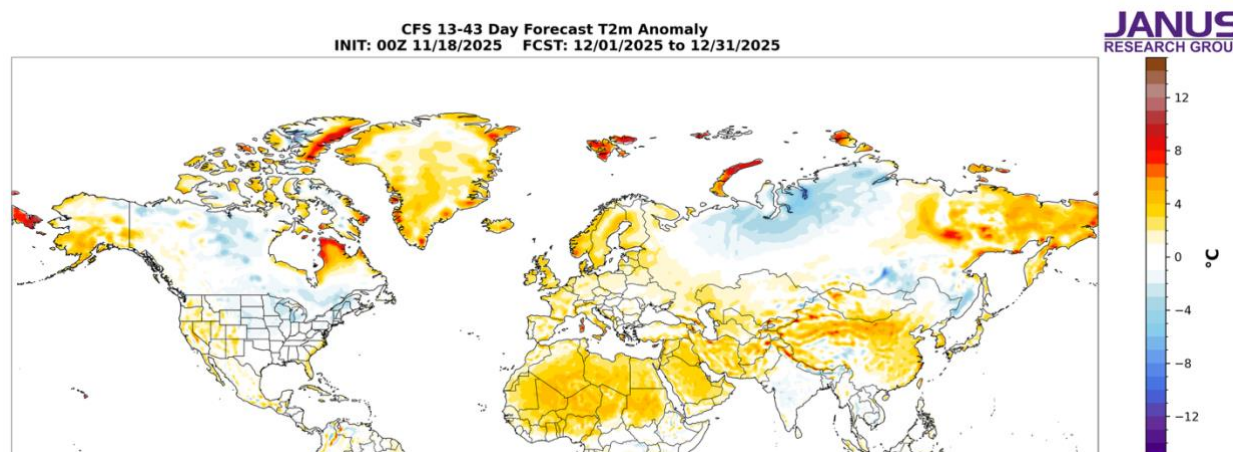 CFS 13-43 Day Forecast T2m Anomaly
INIT: 00Z 11/18/2025 FCST: 12/01/2025 to 12/31/2025
JANUS
RESEARCH GROU
12
8
4
0
−4
−8
−12
°C